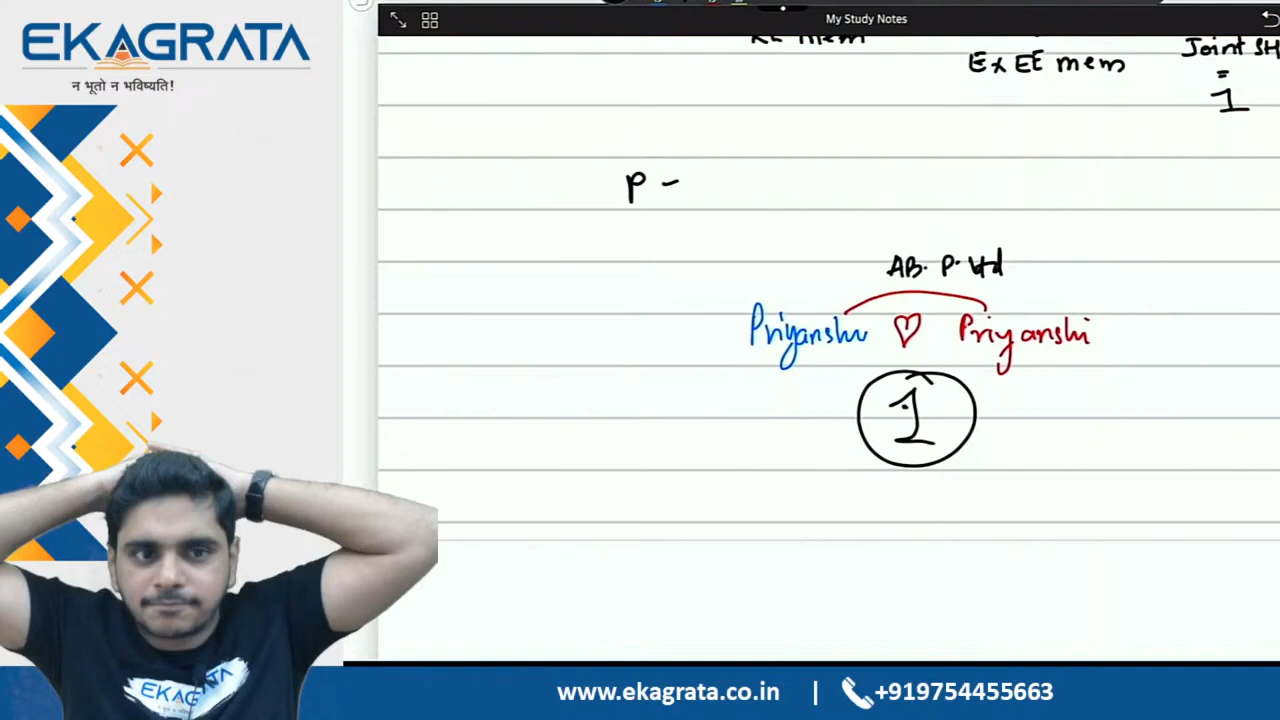 EKAGRATA
न भूतो न भविष्यति!
My Study Notes
mem
Ex EE mem
Joint SH
=
1
P -
AB. P. Ltd
Priyanshu ♡ Priyanshi
1
EKAGRATA
www.ekagrata.co.in | +919754455663